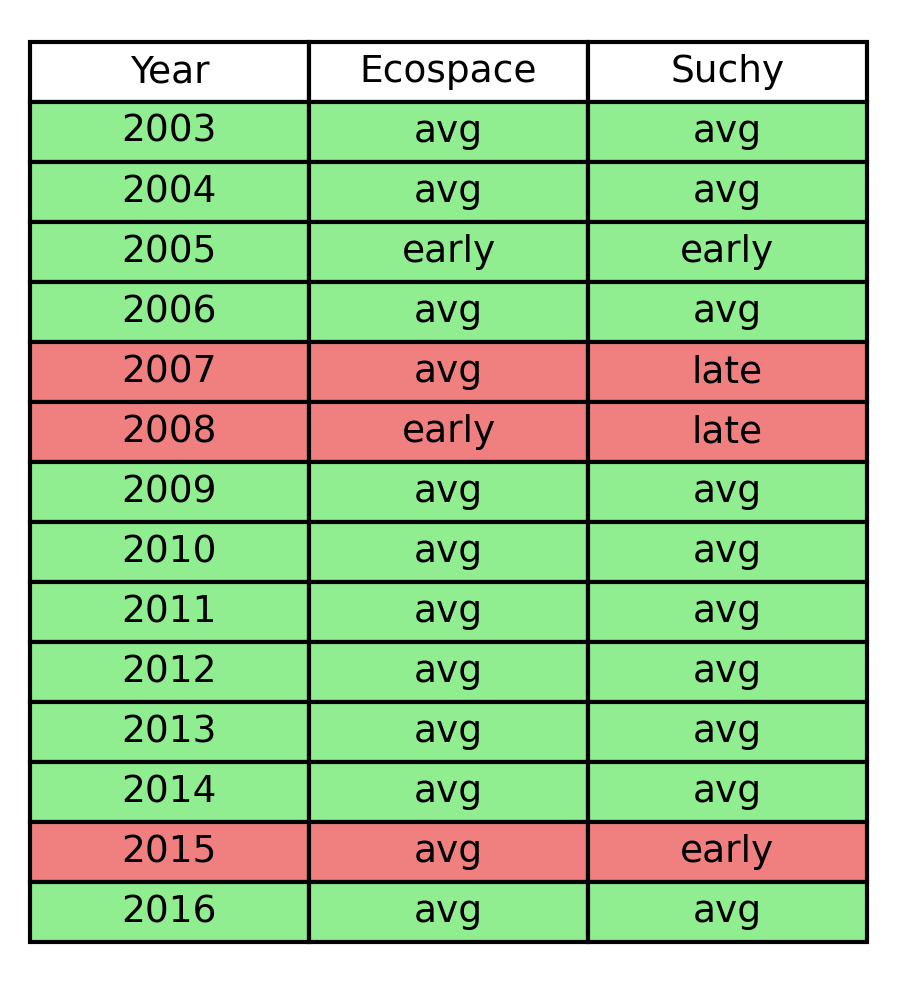 Year Ecospace Suchy
2003 avg avg
2004 avg avg
2005 early early
2006 avg avg
2007 avg late
2008 early late
2009 avg avg
2010 avg avg
2011 avg avg
2012 avg avg
2013 avg avg
2014 avg avg
2015 avg early
2016 avg avg